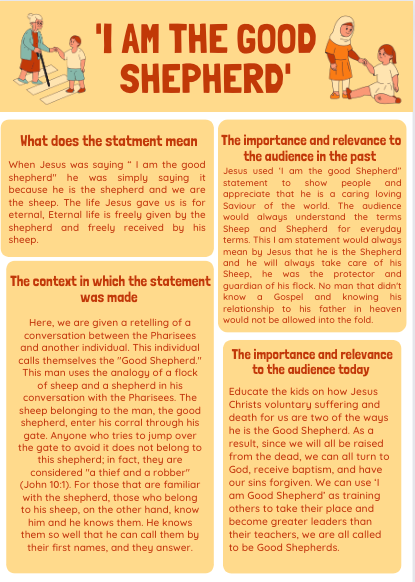 'I AM THE GOOD
SHEPHERD'
What does the statment mean
When Jesus was saying " I am the good
shepherd" he was simply saying it
because he is the shepherd and we are
the sheep. The life Jesus gave us is for
eternal, Eternal life is freely given by the
shepherd and freely received by his
sheep.
The context in which the statement
was made
Here, we are given a retelling of a
conversation between the Pharisees
and another individual. This individual
calls themselves the "Good Shepherd."
This man uses the analogy of a flock
of sheep and a shepherd in his
conversation with the Pharisees. The
sheep belonging to the man, the good
shepherd, enter his corral through his
gate. Anyone who tries to jump over
the gate to avoid it does not belong to
this shepherd; in fact, they are
considered "a thief and a robber"
(John 10:1). For those that are familiar
with the shepherd, those who belong
to his sheep, on the other hand, know
him and he knows them. He knows
them so well that he can call them by
their first names, and they answer.
The importance and relevance to
the audience in the past
Jesus used 'I am the good Shepherd"
statement to show people and
appreciate that he is a caring loving
Saviour of the world. The audience
would always understand the terms
Sheep and Shepherd for everyday
terms. This I am statement would always
mean by Jesus that he is the Shepherd
and he will always take care of his
Sheep, he was the protector and
guardian of his flock. No man that didn't
know a Gospel and knowing his
relationship to his father in heaven
would not be allowed into the fold.
The importance and relevance
to the audience today
Educate the kids on how Jesus
Christs voluntary suffering and
death for us are two of the ways
he is the Good Shepherd. As a
result, since we will all be raised
from the dead, we can all turn to
God, receive baptism, and have
our sins forgiven. We can use 'I
am Good Shepherd' as training
others to take their place and
become greater leaders than
their teachers, we are all called
to be Good Shepherds.